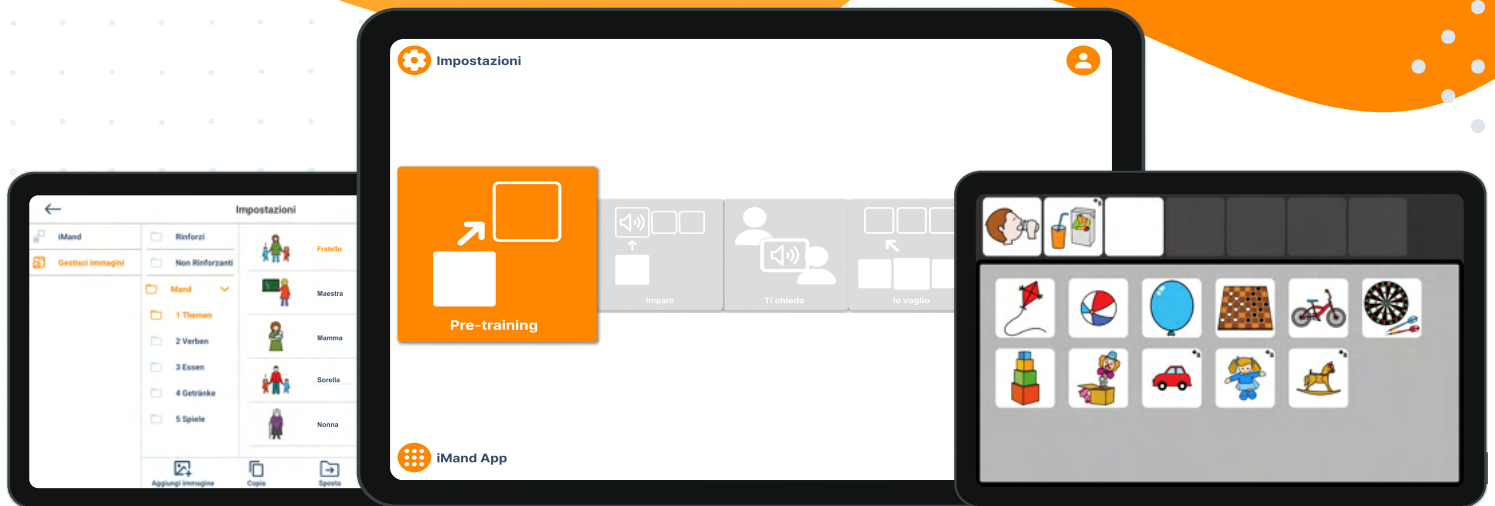 Impostazioni
Pre-training
Imparo
Ti chiedo
Io voglio
iMand App
Impostazioni
iMand
Gestisci immagini
Rinforzi
Non Rinforzanti
Mand
1 Themen
2 Verben
3 Essen
4 Getränke
5 Spiele
Fratello
Maestra
Mamma
Sorella
Nonna
Aggiungi immagine
Copia
Sposta